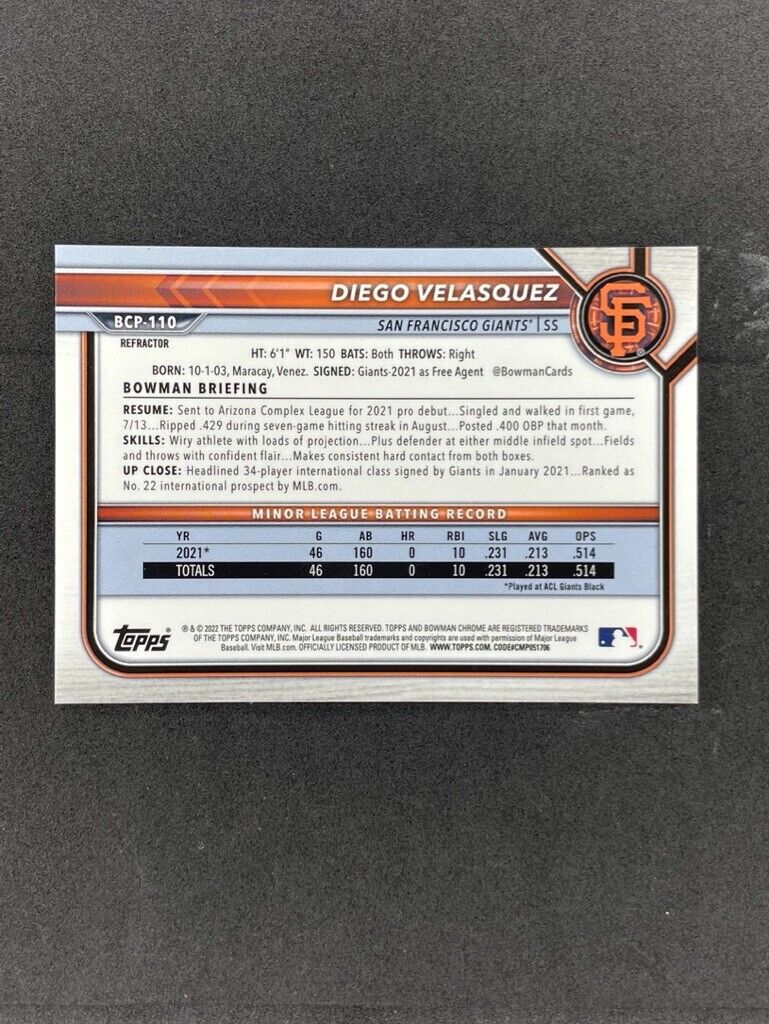 DIEGO VELASQUEZ
BCP-110
SAN FRANCISCO GIANTS® | SS
SF
REFRACTOR
HT: 6'1" WT: 150 BATS: Both THROWS: Right
BORN: 10-1-03, Maracay, Venez. SIGNED: Giants-2021 as Free Agent @BowmanCards
BOWMAN BRIEFING
RESUME: Sent to Arizona Complex League for 2021 pro debut...Singled and walked in first game,
7/13...Ripped .429 during seven-game hitting streak in August...Posted .400 OBP that month.
SKILLS: Wiry athlete with loads of projection...Plus defender at either middle infield spot...Fields
and throws with confident flair...Makes consistent hard contact from both boxes.
UP CLOSE: Headlined 34-player international class signed by Giants in January 2021...Ranked as
No. 22 international prospect by MLB.com.
MINOR LEAGUE BATTING RECORD
YR G AB HR RBI SLG AVG OPS
2021* 46 160 0 10 .231 .213 .514
TOTALS 46 160 0 10 .231 .213 .514
*Played at ACL Giants Black
topps®
® & © 2022 THE TOPPS COMPANY, INC. ALL RIGHTS RESERVED. TOPPS AND BOWMAN CHROME ARE REGISTERED TRADEMARKS
OF THE TOPPS COMPANY, INC. Major League Baseball trademarks and copyrights are used with permission of Major League
Baseball. Visit MLB.com. OFFICIALLY LICENSED PRODUCT OF MLB. WWW.TOPPS.COM. CODE#CMP051706